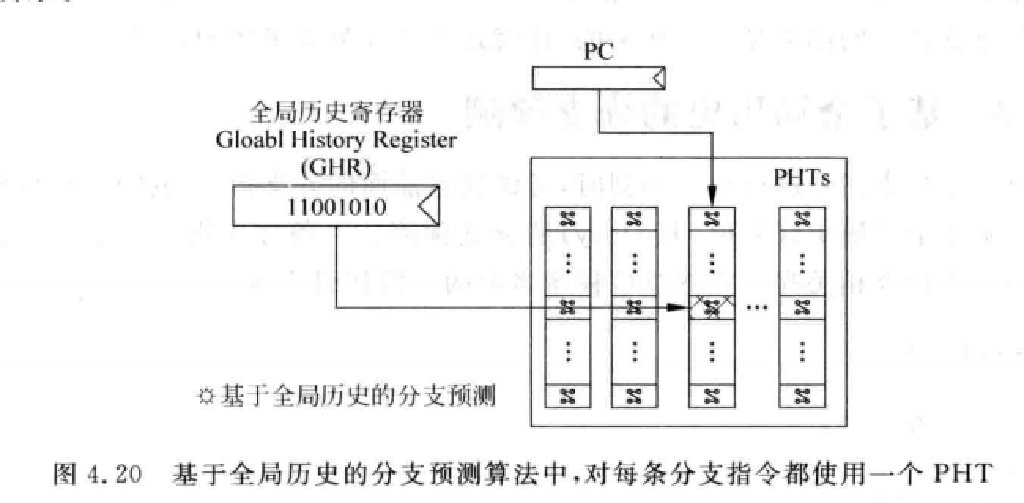 PC
全局历史寄存器
Gloabl History Register
(GHR)
11001010
PHTs
...
☼基于全局历史的分支预测
图 4.20 基于全局历史的分支预测算法中,对每条分支指令都使用一个 PHT